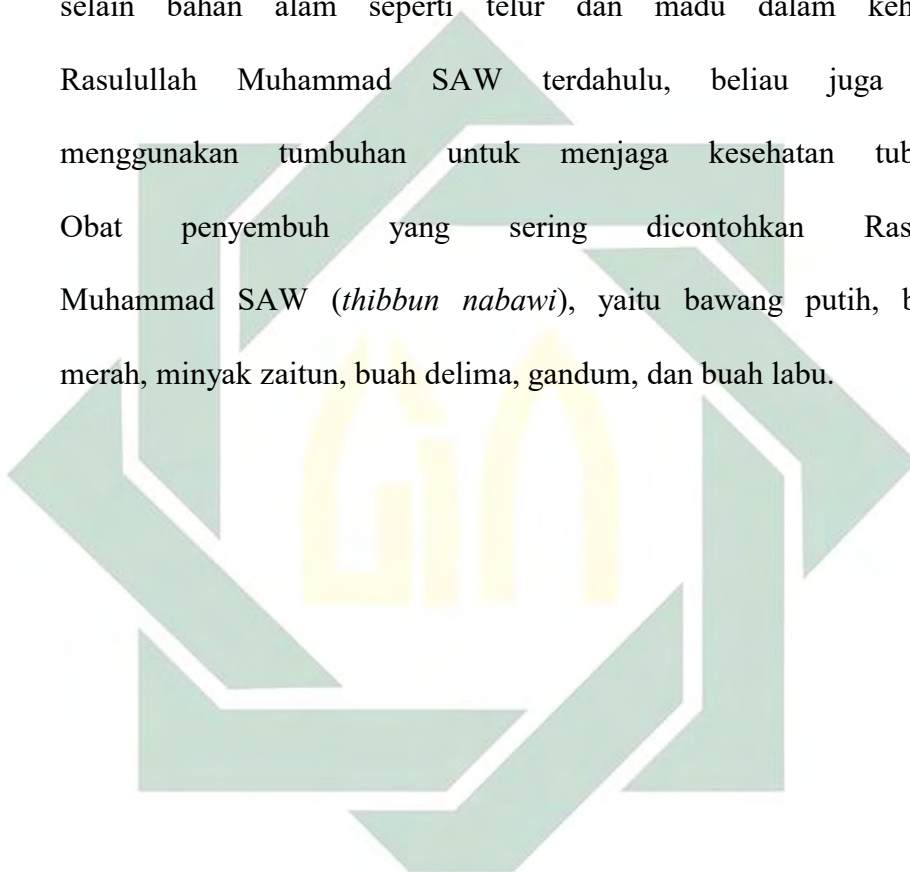 selain bahan alam seperti telur dan madu dalam
Rasulullah Muhammad SAW terdahulu, beliau juga
menggunakan tumbuhan untuk menjaga kesehatan
Obat penyembuh yang sering dicontohkan
Muhammad SAW (thibbun nabawi), yaitu bawang putih,
merah, minyak zaitun, buah delima, gandum, dan buah labu.